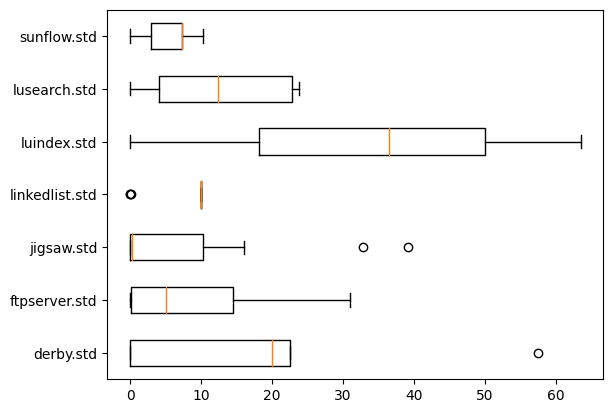 sunflow.std
lusearch.std
luindex.std
linkedlist.std
jigsaw.std
ftpserver.std
derby.std
0 10 20 30 40 50 60